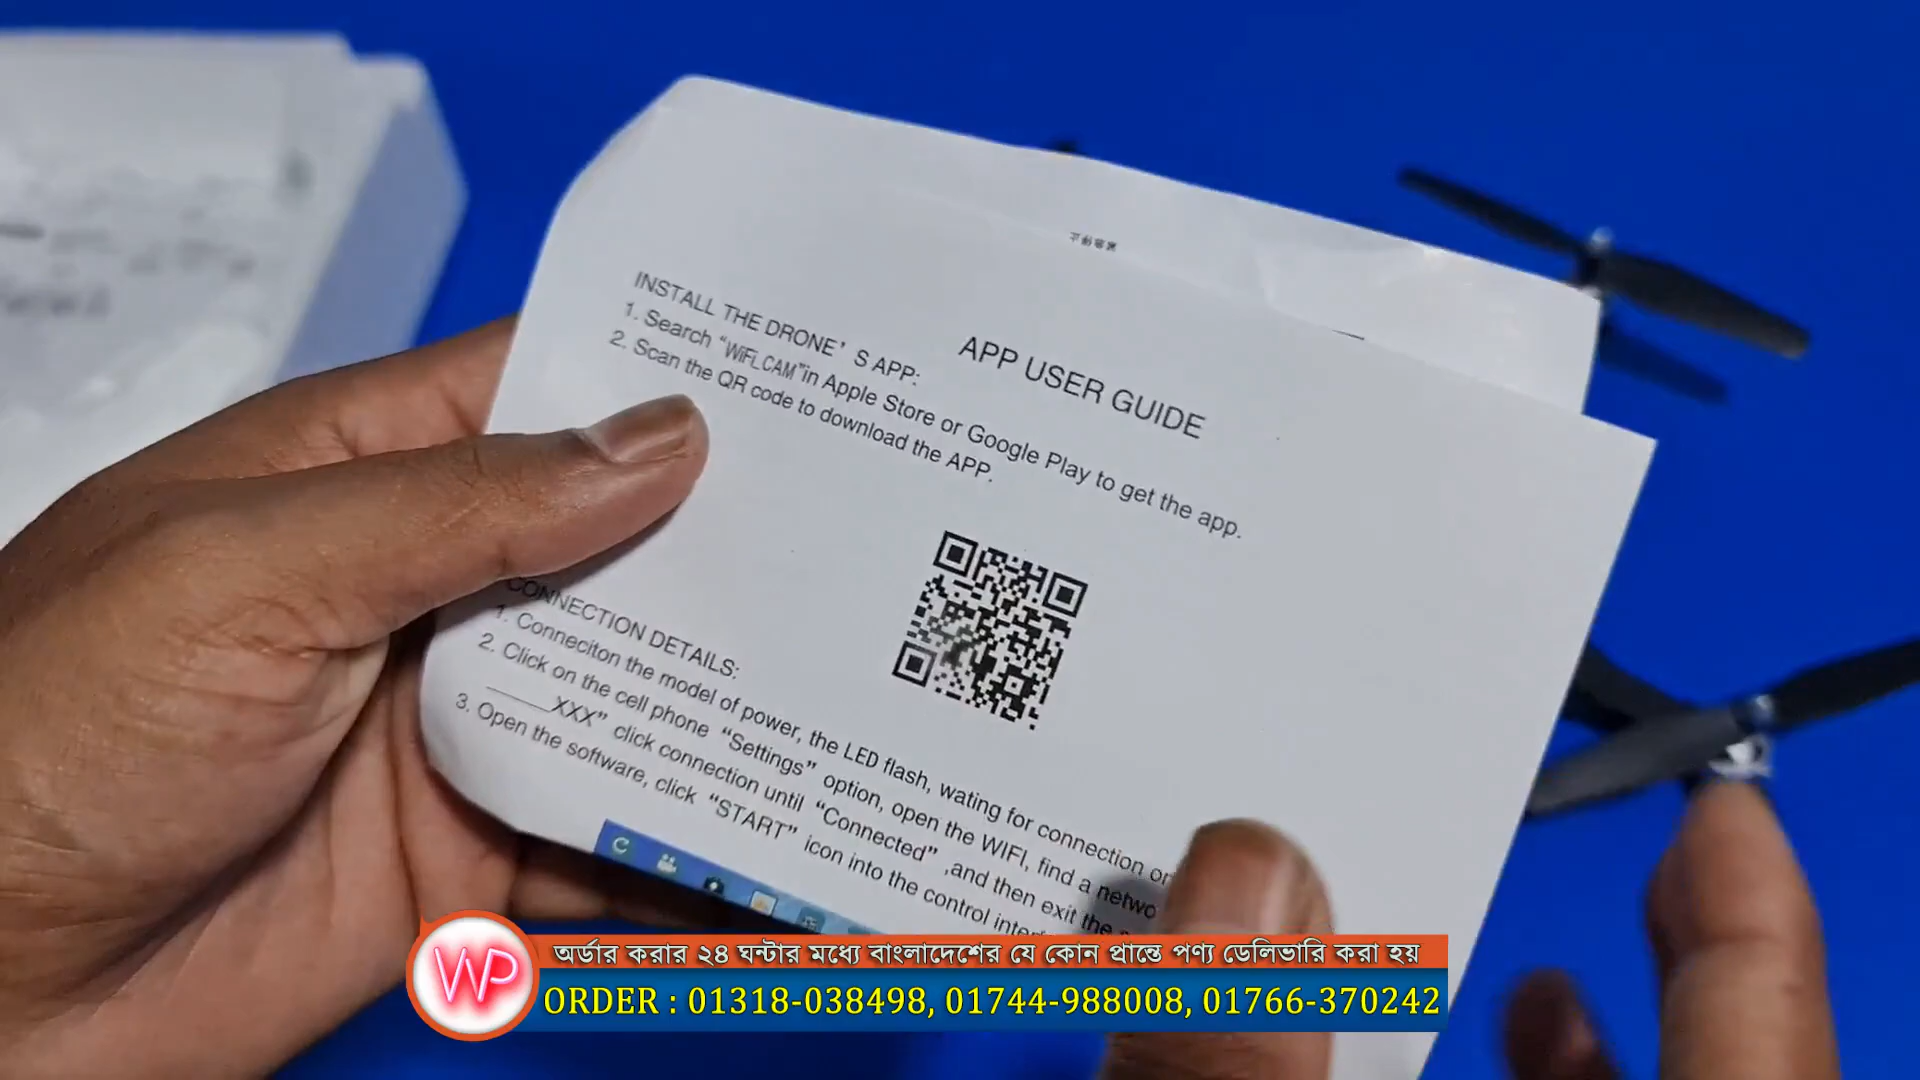 APP USER GUIDE
INSTALL THE DRONE' S APP:
1. Search “WiFi_CAM”in Apple Store or Google Play to get the app.
2. Scan the QR code to download the APP.
CONNECTION DETAILS:
1. Conneciton the model of power, the LED flash, wating for connection or
2. Click on the cell phone “Settings” option, open the WIFI, find a netwo
______XXX” click connection until “Connected” ,and then exit the
3. Open the software, click “START” icon into the control inter
WP
অর্ডার করার ২৪ ঘন্টার মধ্যে বাংলাদেশের যে কোন প্রান্তে পণ্য ডেলিভারি করা হয়
ORDER : 01318-038498, 01744-988008, 01766-370242